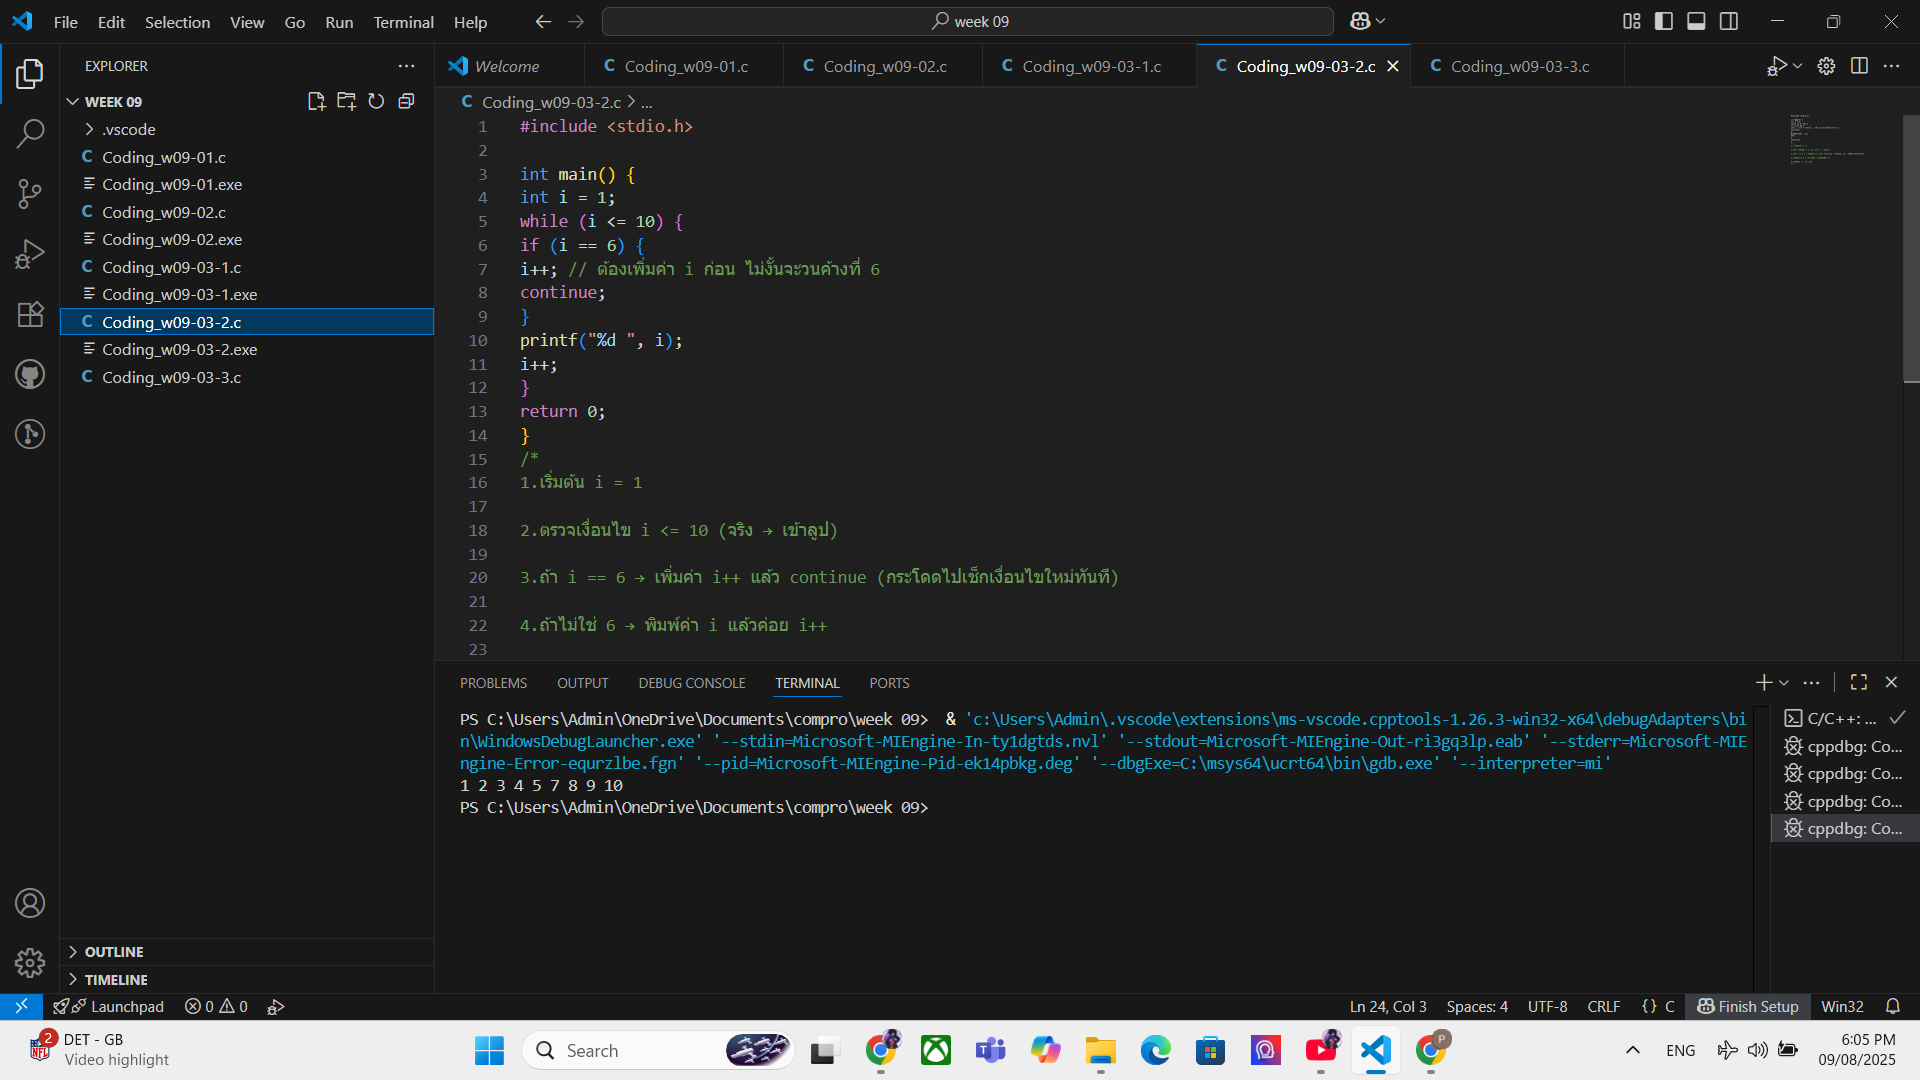 File Edit Selection View Go Run Terminal Help
week 09
EXPLORER
WEEK 09
.vscode
C Coding_w09-01.c
Coding_w09-01.exe
C Coding_w09-02.c
Coding_w09-02.exe
C Coding_w09-03-1.c
Coding_w09-03-1.exe
C Coding_w09-03-2.c
Coding_w09-03-2.exe
C Coding_w09-03-3.c
OUTLINE
TIMELINE
Welcome C Coding_w09-01.c C Coding_w09-02.c C Coding_w09-03-1.c C Coding_w09-03-2.c C Coding_w09-03-3.c
C Coding_w09-03-2.c > ...
1 #include <stdio.h>
2
3 int main() {
4 int i = 1;
5 while (i <= 10) {
6 if (i == 6) {
7 i++; // ต้องเพิ่มค่า i ก่อน ไม่งั้นจะวนค้างที่ 6
8 continue;
9 }
10 printf("%d ", i);
11 i++;
12 }
13 return 0;
14 }
15 /*
16 1.เริ่มต้น i = 1
17
18 2.ตรวจเงื่อนไข i <= 10 (จริง → เข้าลูป)
19
20 3.ถ้า i == 6 → เพิ่มค่า i++ แล้ว continue (กระโดดไปเช็กเงื่อนไขใหม่ทันที)
21
22 4.ถ้าไม่ใช่ 6 → พิมพ์ค่า i แล้วค่อย i++
23
PROBLEMS OUTPUT DEBUG CONSOLE TERMINAL PORTS
PS C:\Users\Admin\OneDrive\Documents\compro\week 09> & 'c:\Users\Admin\.vscode\extensions\ms-vscode.cpptools-1.26.3-win32-x64\debugAdapters\bi
n\WindowsDebugLauncher.exe' '--stdin=Microsoft-MIEngine-In-ty1dgtds.nvl' '--stdout=Microsoft-MIEngine-Out-ri3gq3lp.eab' '--stderr=Microsoft-MIE
ngine-Error-equrzlbe.fgn' '--pid=Microsoft-MIEngine-Pid-ek14pbkg.deg' '--dbgExe=C:\msys64\ucrt64\bin\gdb.exe' '--interpreter=mi'
1 2 3 4 5 7 8 9 10
PS C:\Users\Admin\OneDrive\Documents\compro\week 09>
C/C++: ...
cppdbg: Co...
cppdbg: Co...
cppdbg: Co...
cppdbg: Co...
Launchpad 0 0 Ln 24, Col 3 Spaces: 4 UTF-8 CRLF {} C Finish Setup Win32
2
DET - GB
Video highlight
Search
P
ENG
6:05 PM
09/08/2025